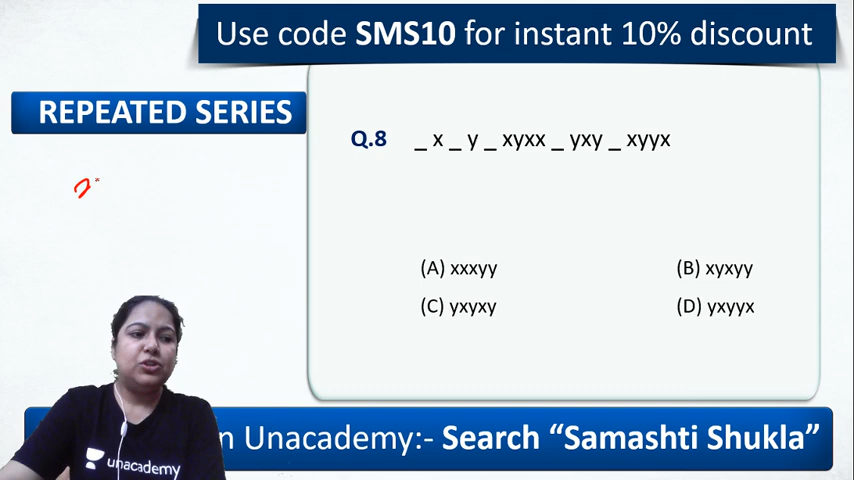 Use code SMS10 for instant 10% discount
REPEATED SERIES
Q.8 _ x _ y _ xyxx _ yxy _ xyyx
(A) xxxyy
(B) xyxyy
(C) yxyxy
(D) yxyyx
n Unacademy:- Search “Samashti Shukla”
unacademy